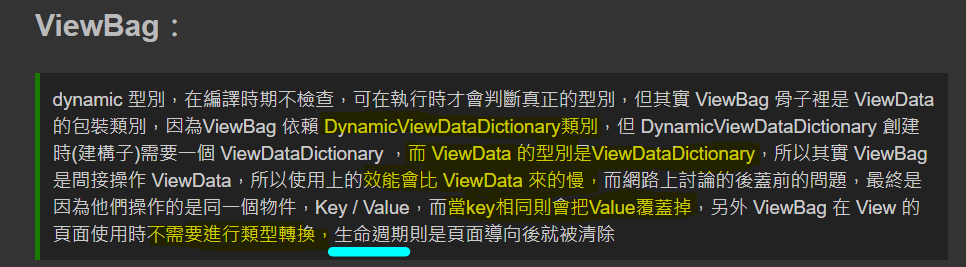 ViewBag：
dynamic 型別，在編譯時期不檢查，可在執行時才會判斷真正的型別，但其實 ViewBag 骨子裡是 ViewData
的包裝類別，因為ViewBag 依賴 DynamicViewDataDictionary類別，但 DynamicViewDataDictionary 創建
時(建構子)需要一個 ViewDataDictionary ，而 ViewData 的型別是ViewDataDictionary，所以其實 ViewBag
是間接操作 ViewData，所以使用上的效能會比 ViewData 來的慢，而網路上討論的後蓋前的問題，最終是
因為他們操作的是同一個物件，Key / Value，而當key相同則會把Value覆蓋掉，另外 ViewBag 在 View 的
頁面使用時不需要進行類型轉換，生命週期則是頁面導向後就被清除